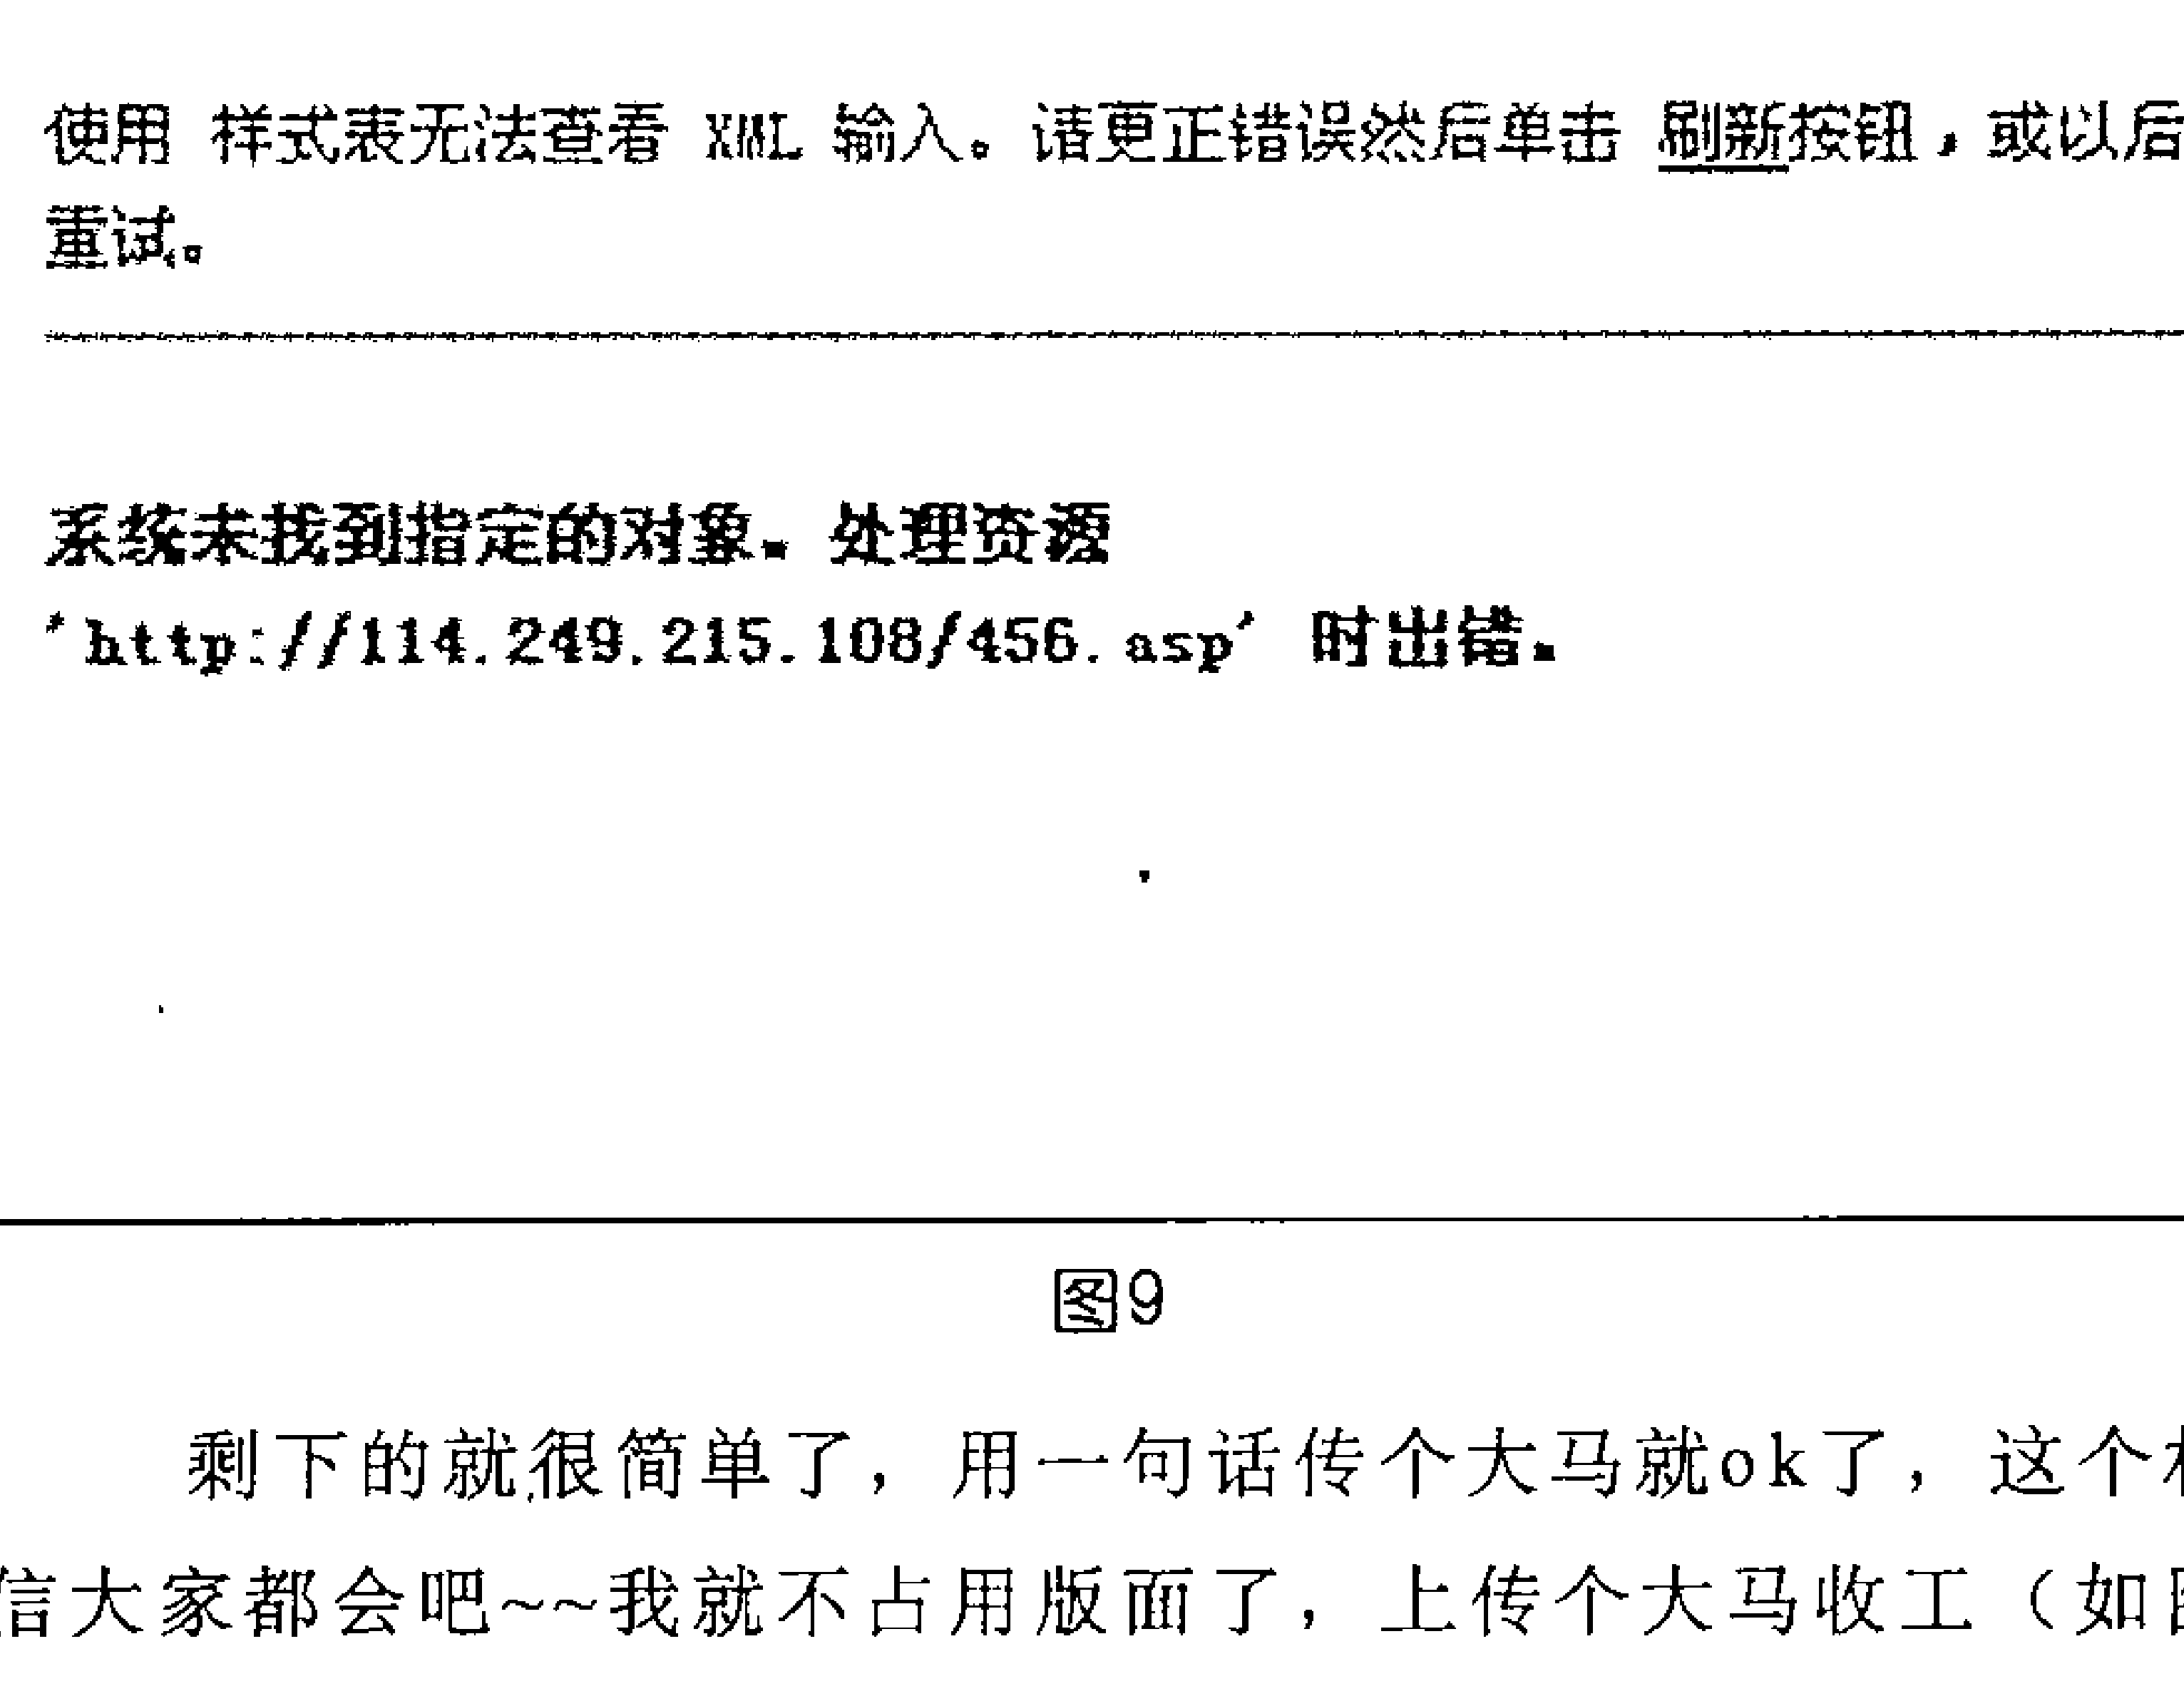 使用 样式表无法查看 XML 输入。请更正错误然后单击 刷新按钮，或以后
重试。
系统未找到指定的对象。处理资源
'http://114.249.215.108/456.asp' 时出错。
图9
剩下的就很简单了，用一句话传个大马就ok了，这个
信大家都会吧~~我就不占用版面了，上传个大马收工（如